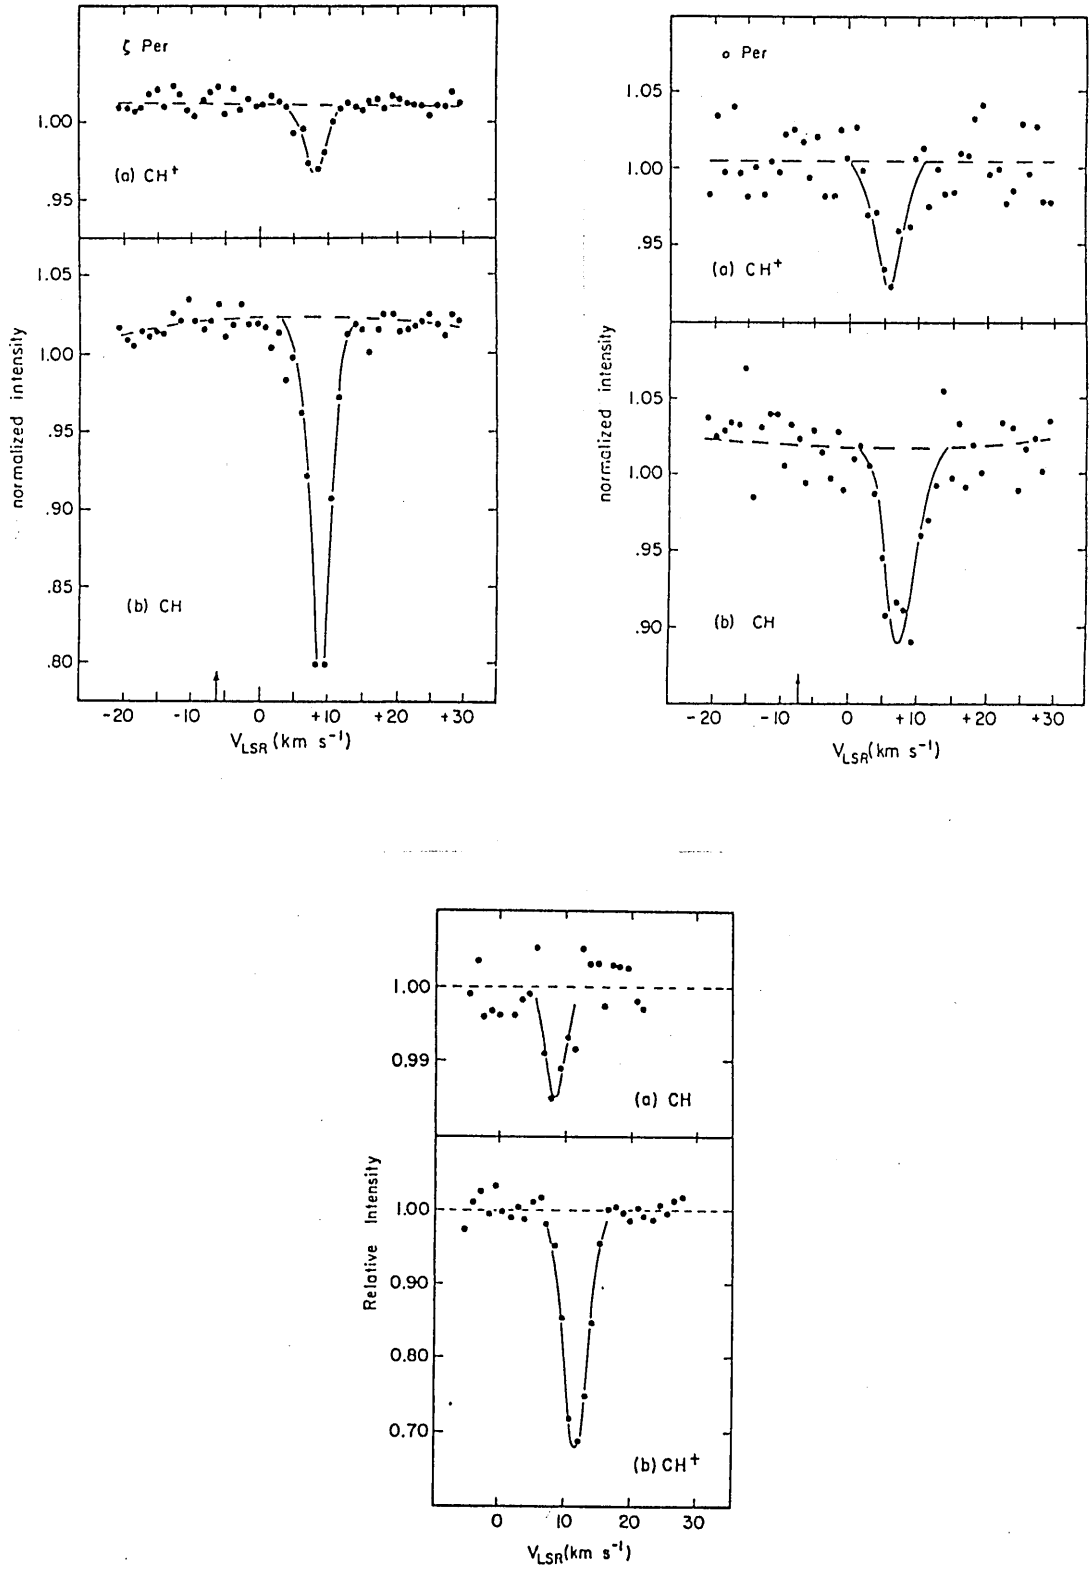 ζ Per
1.00
(a) CH⁺
.95
1.05
1.00
.95
.90
.85
.80
normalized intensity
(b) CH
-20 -10 0 +10 +20 +30
V_LSR (km s⁻¹)
o Per
1.05
1.00
.95
(a) CH⁺
1.05
1.00
.95
.90
normalized intensity
(b) CH
-20 -10 0 +10 +20 +30
V_LSR (km s⁻¹)
1.00
0.99
(a) CH
1.00
0.90
0.80
0.70
Relative Intensity
(b) CH⁺
0 10 20 30
V_LSR (km s⁻¹)